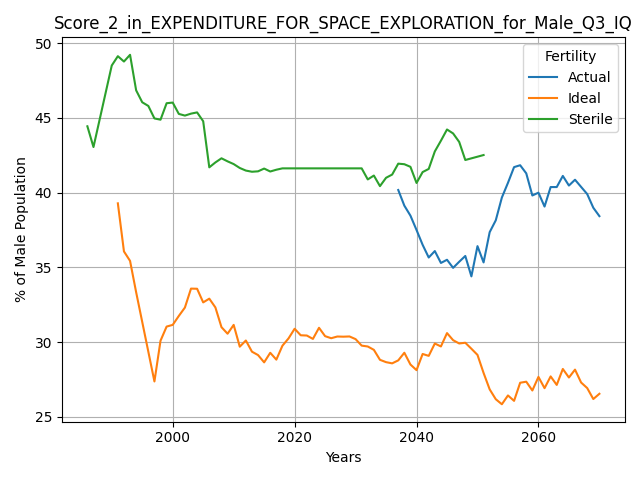 Score_2_in_EXPENDITURE_FOR_SPACE_EXPLORATION_for_Male_Q3_IQ
50
45
40
35
30
25
% of Male Population
Fertility
Actual
Ideal
Sterile
2000
2020
2040
2060
Years